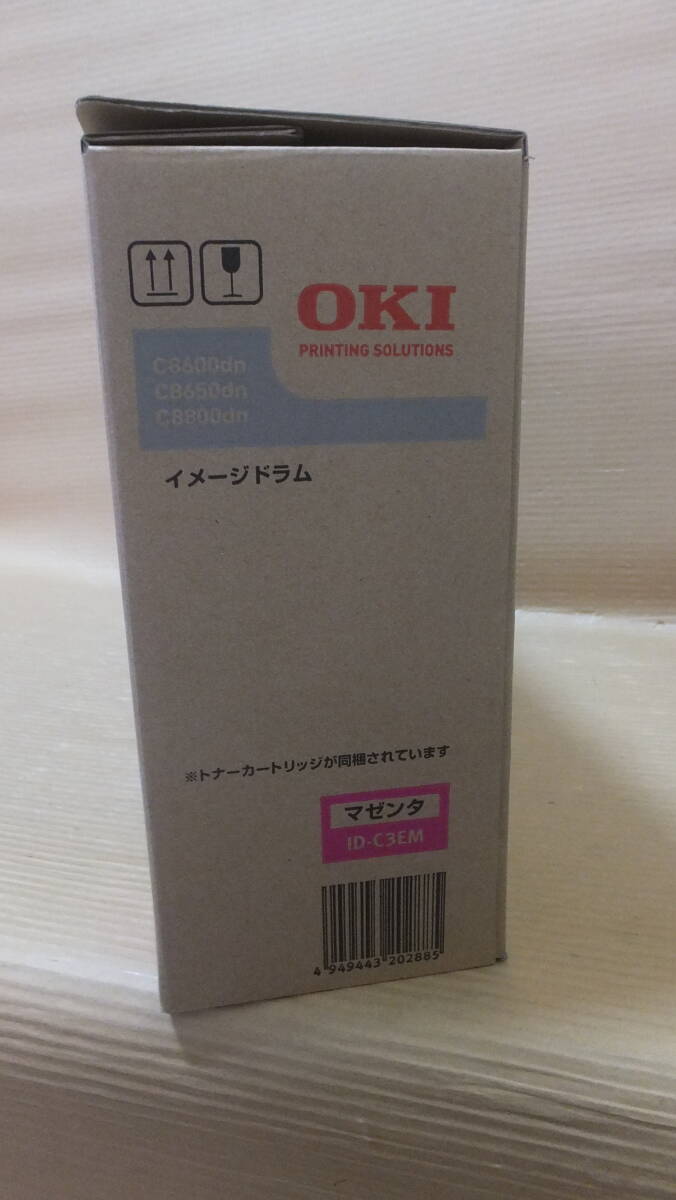 OKI
PRINTING SOLUTIONS
C8600dn
C8650dn
C8800dn
イメージドラム
※トナーカートリッジが同梱されています
マゼンタ
ID-C3EM
4 949443 202885